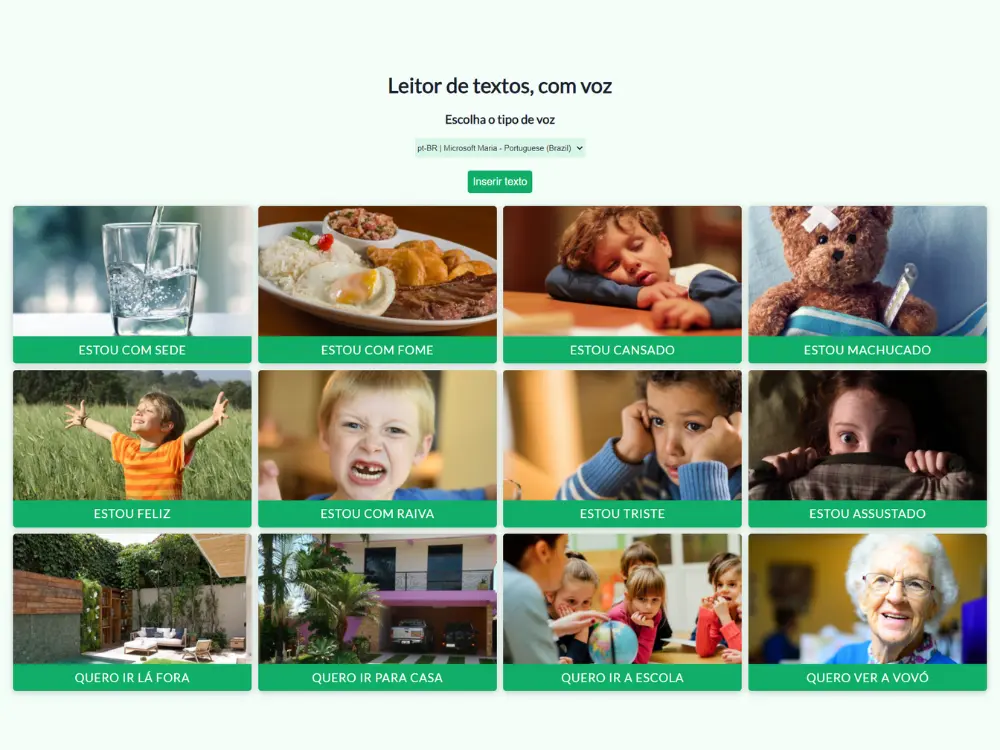 Leitor de textos, com voz
Escolha o tipo de voz
pt-BR | Microsoft Maria - Portuguese (Brazil)
Inserir texto
ESTOU COM SEDE
ESTOU COM FOME
ESTOU CANSADO
ESTOU MACHUCADO
ESTOU FELIZ
ESTOU COM RAIVA
ESTOU TRISTE
ESTOU ASSUSTADO
QUERO IR LÁ FORA
QUERO IR PARA CASA
QUERO IR A ESCOLA
QUERO VER A VOVÓ